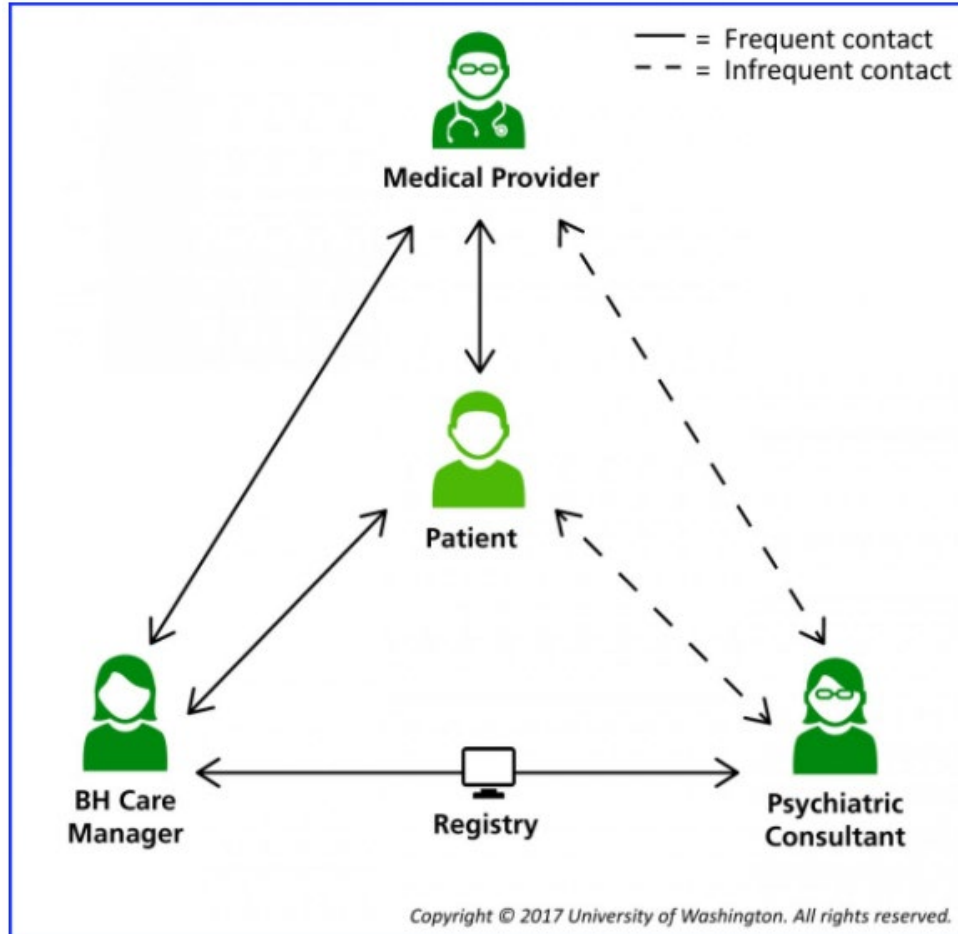 = Frequent contact
= Infrequent contact
Medical Provider
Patient
BH Care
Manager
Registry
Psychiatric
Consultant
Copyright © 2017 University of Washington. All rights reserved.